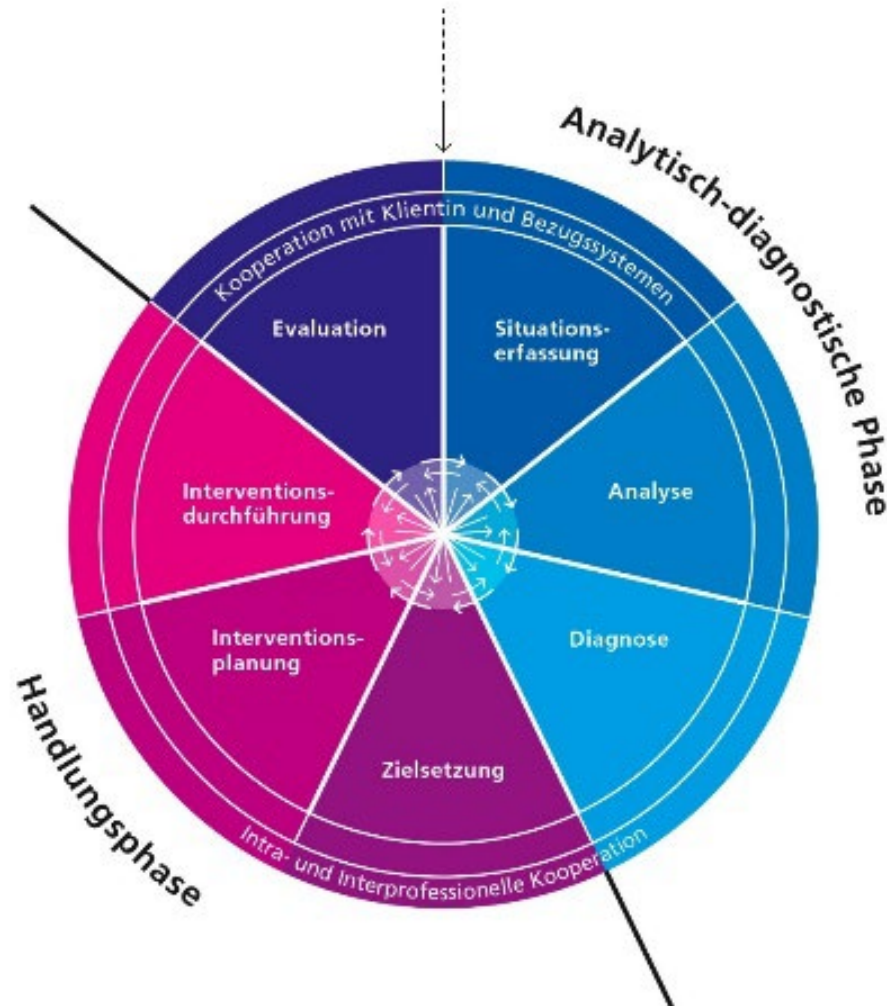 Analytisch-diagnostische Phase
Kooperation mit Klientin und Bezugssystemen
Evaluation
Situations-
erfassung
Analyse
Diagnose
Zielsetzung
Interventions-
planung
Interventions-
durchführung
Intra- und Interprofessionelle Kooperation
Handlungsphase